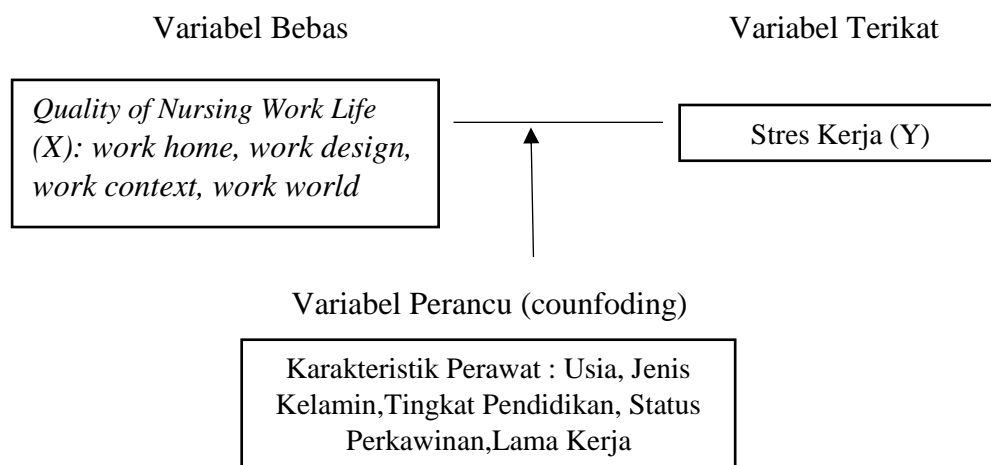 Variabel Bebas
Variabel Terikat
Quality of Nursing Work Life
(X): work home, work design,
work context, work world
Stres Kerja (Y)
Variabel Perancu (counfoding)
Karakteristik Perawat : Usia, Jenis
Kelamin,Tingkat Pendidikan, Status
Perkawinan,Lama Kerja